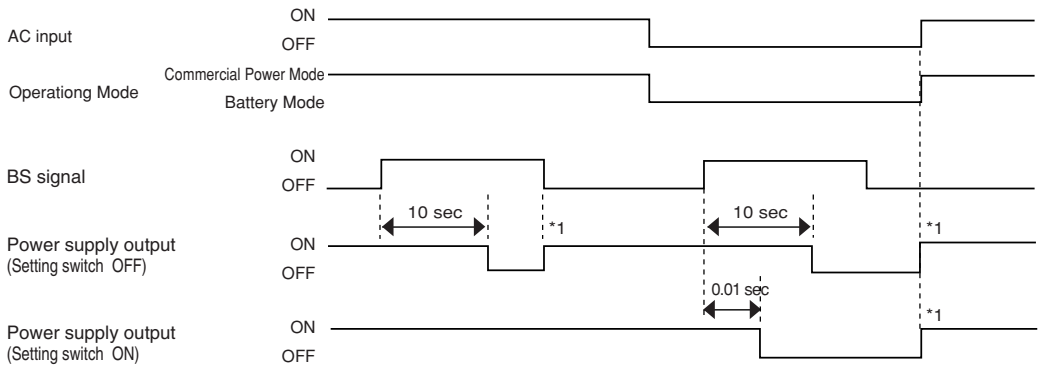 ON
AC input
OFF
Commercial Power Mode
Operationg Mode
Battery Mode
ON
BS signal
OFF
10 sec
*1
10 sec
*1
Power supply output
(Setting switch OFF)
ON
OFF
0.01 sec
*1
Power supply output
(Setting switch ON)
ON
OFF